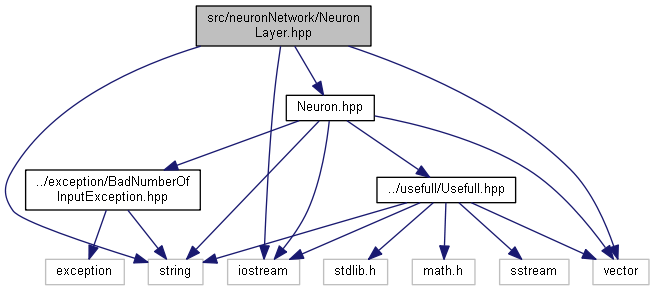 src/neuronNetwork/Neuron
Layer.hpp
Neuron.hpp
../exception/BadNumberOf
InputException.hpp
../usefull/Usefull.hpp
exception
string
iostream
stdlib.h
math.h
sstream
vector